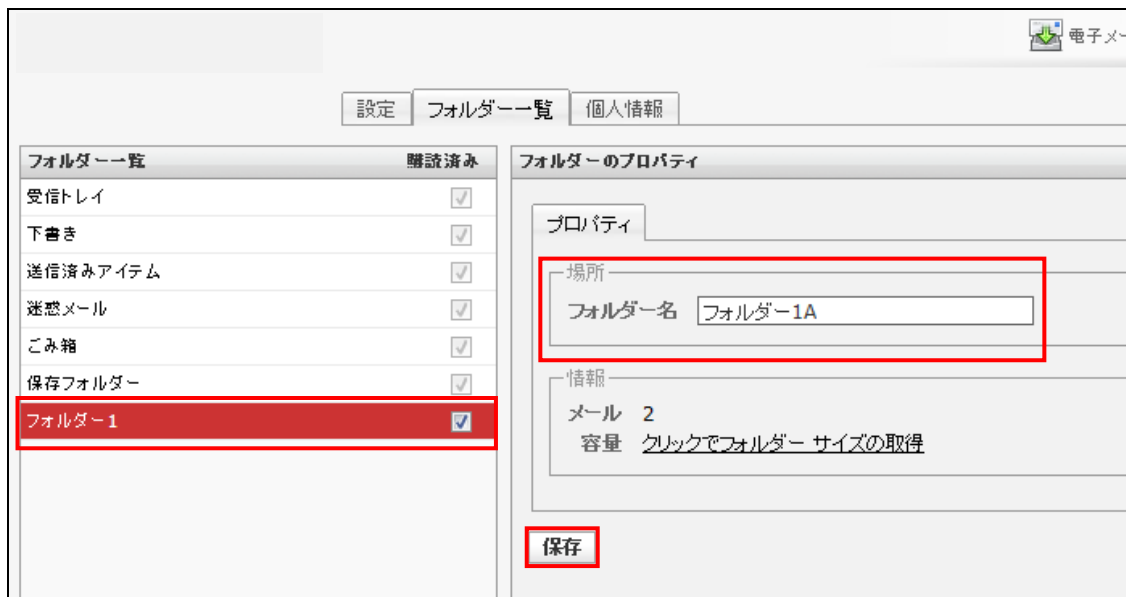 電子メー
設定 フォルダー一覧 個人情報
フォルダー一覧 購読済み
受信トレイ
下書き
送信済みアイテム
迷惑メール
ごみ箱
保存フォルダー
フォルダー1
フォルダーのプロパティ
プロパティ
場所
フォルダー名 フォルダー1A
情報
メール 2
容量 クリックでフォルダー サイズの取得
保存